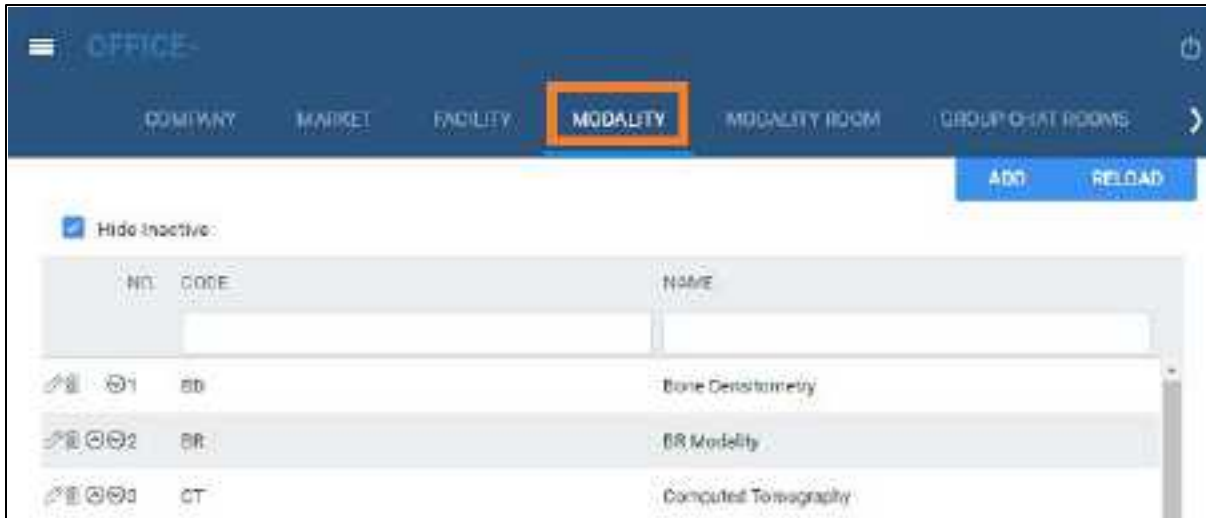 OFFICE-
COMPANY MARKET FACILITY MODALITY MODALITY ROOM GROUP CHAT ROOMS
ADD RELOAD
Hide Inactive
NO. CODE NAME
1 BD Bone Densitometry
2 BR BR Modality
3 CT Computed Tomography